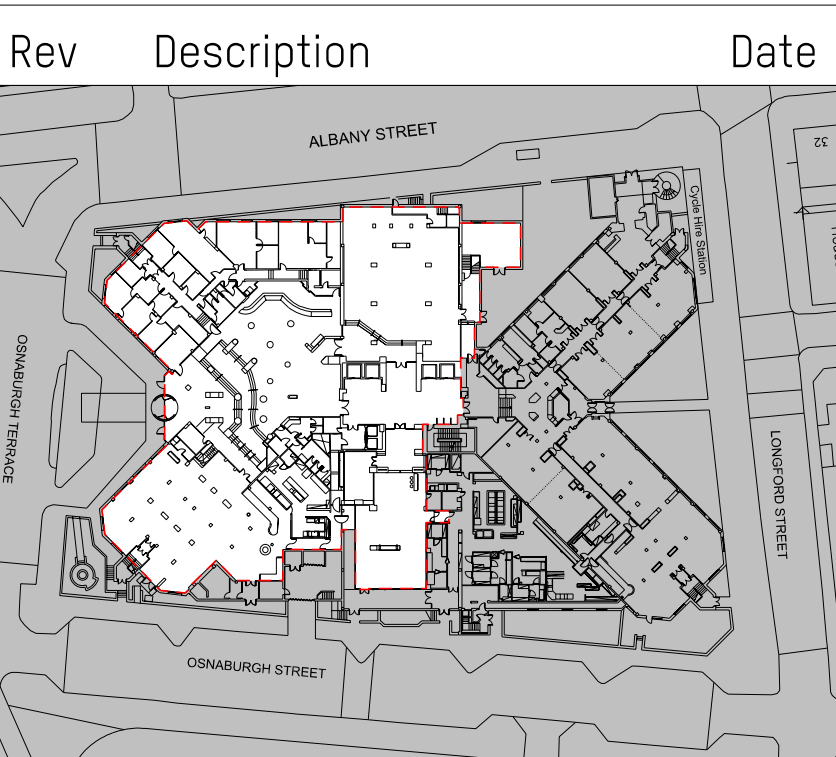 Rev Description Date
ALBANY STREET
32
Cycle Hire Station
OSNABURGH TERRACE
LONGFORD STREET
OSNABURGH STREET